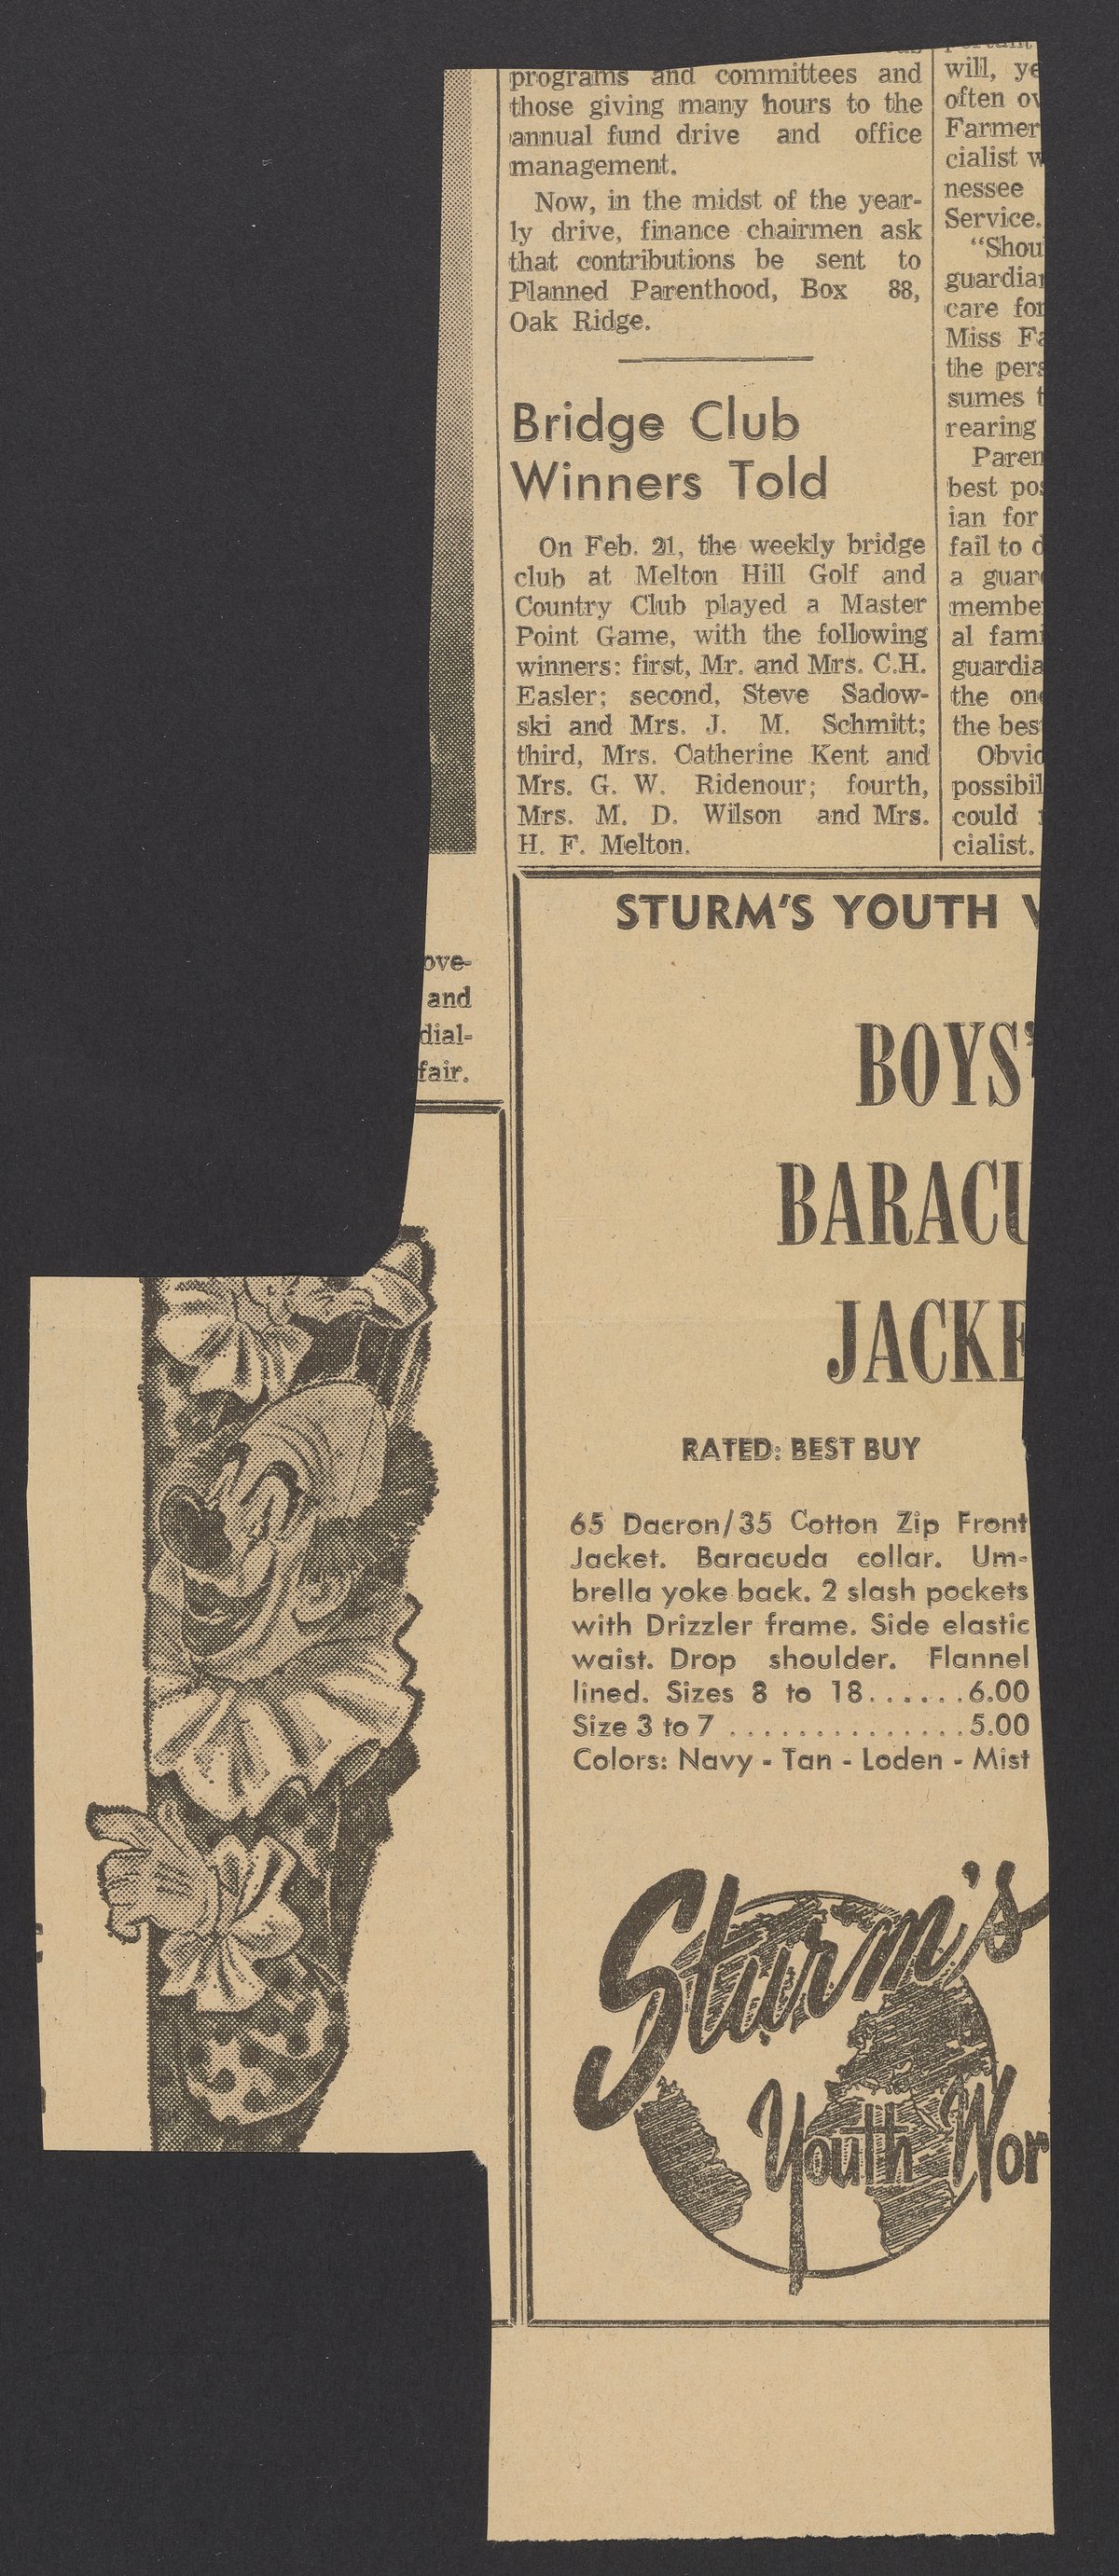 programs and committees and
those giving many hours to the
annual fund drive and office
management.
Now, in the midst of the year-
ly drive, finance chairmen ask
that contributions be sent to
Planned Parenthood, Box 88,
Oak Ridge.
Bridge Club
Winners Told
On Feb. 21, the weekly bridge
club at Melton Hill Golf and
Country Club played a Master
Point Game, with the following
winners: first, Mr. and Mrs. C.H.
Easler; second, Steve Sadow-
ski and Mrs. J. M. Schmitt;
third, Mrs. Catherine Kent and
Mrs. G. W. Ridenour; fourth,
Mrs. M. D. Wilson and Mrs.
H. F. Melton.
will, ye
often ov
Farmer
cialist w
nessee
Service.
"Shou
guardian
care for
Miss Fa
the pers
sumes t
rearing
Paren
best pos
ian for
fail to d
a guar
membe
al fami
guardia
the on
the bes
Obvio
possibil
could
cialist.
ove-
and
dial-
fair.
STURM'S YOUTH
BOYS'
BARACU
JACKE
RATED: BEST BUY
65 Dacron/35 Cotton Zip Front
Jacket. Baracuda collar. Um-
brella yoke back. 2 slash pockets
with Drizzler frame. Side elastic
waist. Drop shoulder. Flannel
lined. Sizes 8 to 18......6.00
Size 3 to 7 ..............5.00
Colors: Navy - Tan - Loden - Mist
Sturm's
Youth Wor